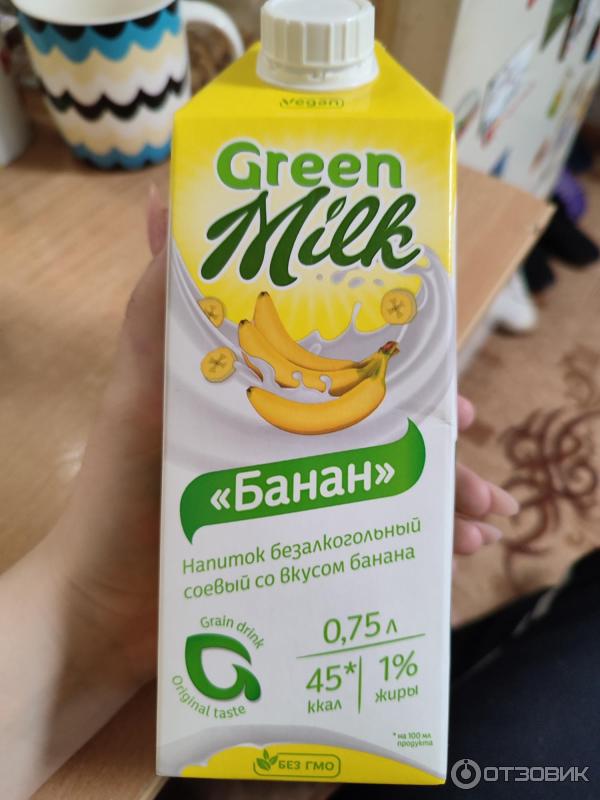 Vegan
Green
Milk
«Банан»
Напиток безалкогольный
соевый со вкусом банана
Grain drink
Original taste
0,75 л
45* ккал
1% жиры
* на 100 мл
продукта
БЕЗ ГМО
ОТЗОВИК